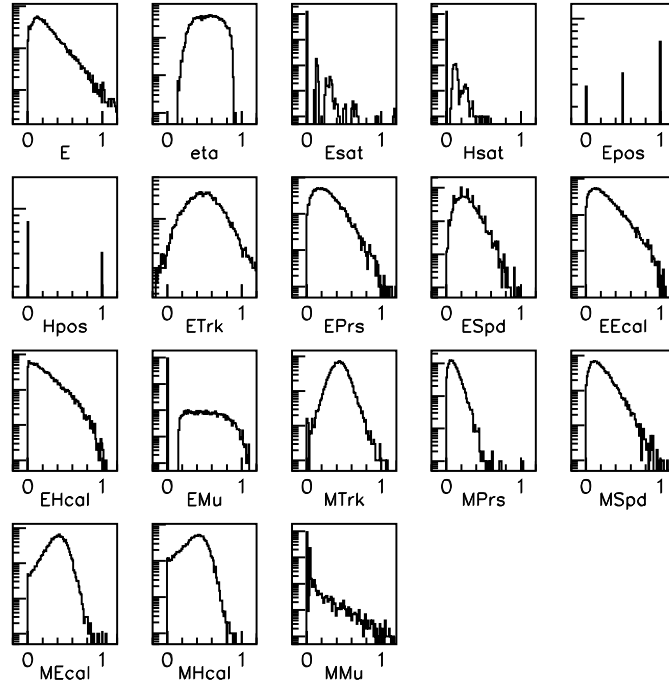 0 1 0 1 0 1 0 1 0 1
E eta Esat Hsat Epos
0 1 0 1 0 1 0 1 0 1
Hpos ETrk EPrs ESpd EEcal
0 1 0 1 0 1 0 1 0 1
EHcal EMu MTrk MPrs MSpd
0 1 0 1 0 1
MEcal MHcal MMu